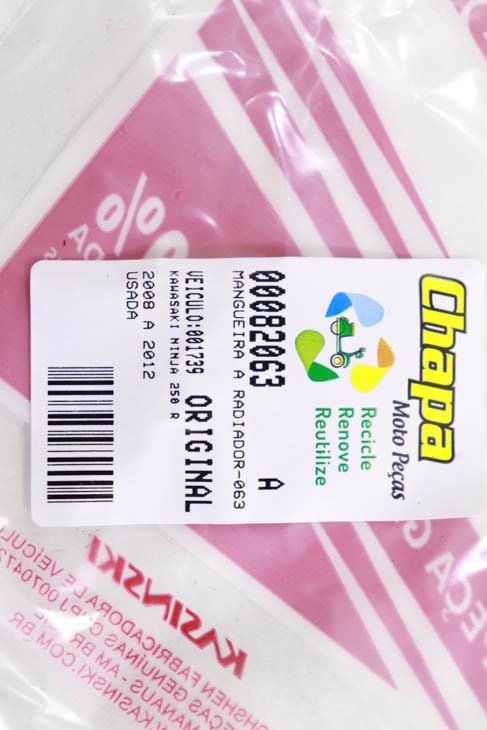 Chapa
Moto Peças
Recicle
Renove
Reutilize
00082063 A
MANGUEIRA A RADIADOR-063
VEICULO:001739 ORIGINAL
KAWASAKI NINJA 250 R
2008 A 2012
USADA
KASINSKI